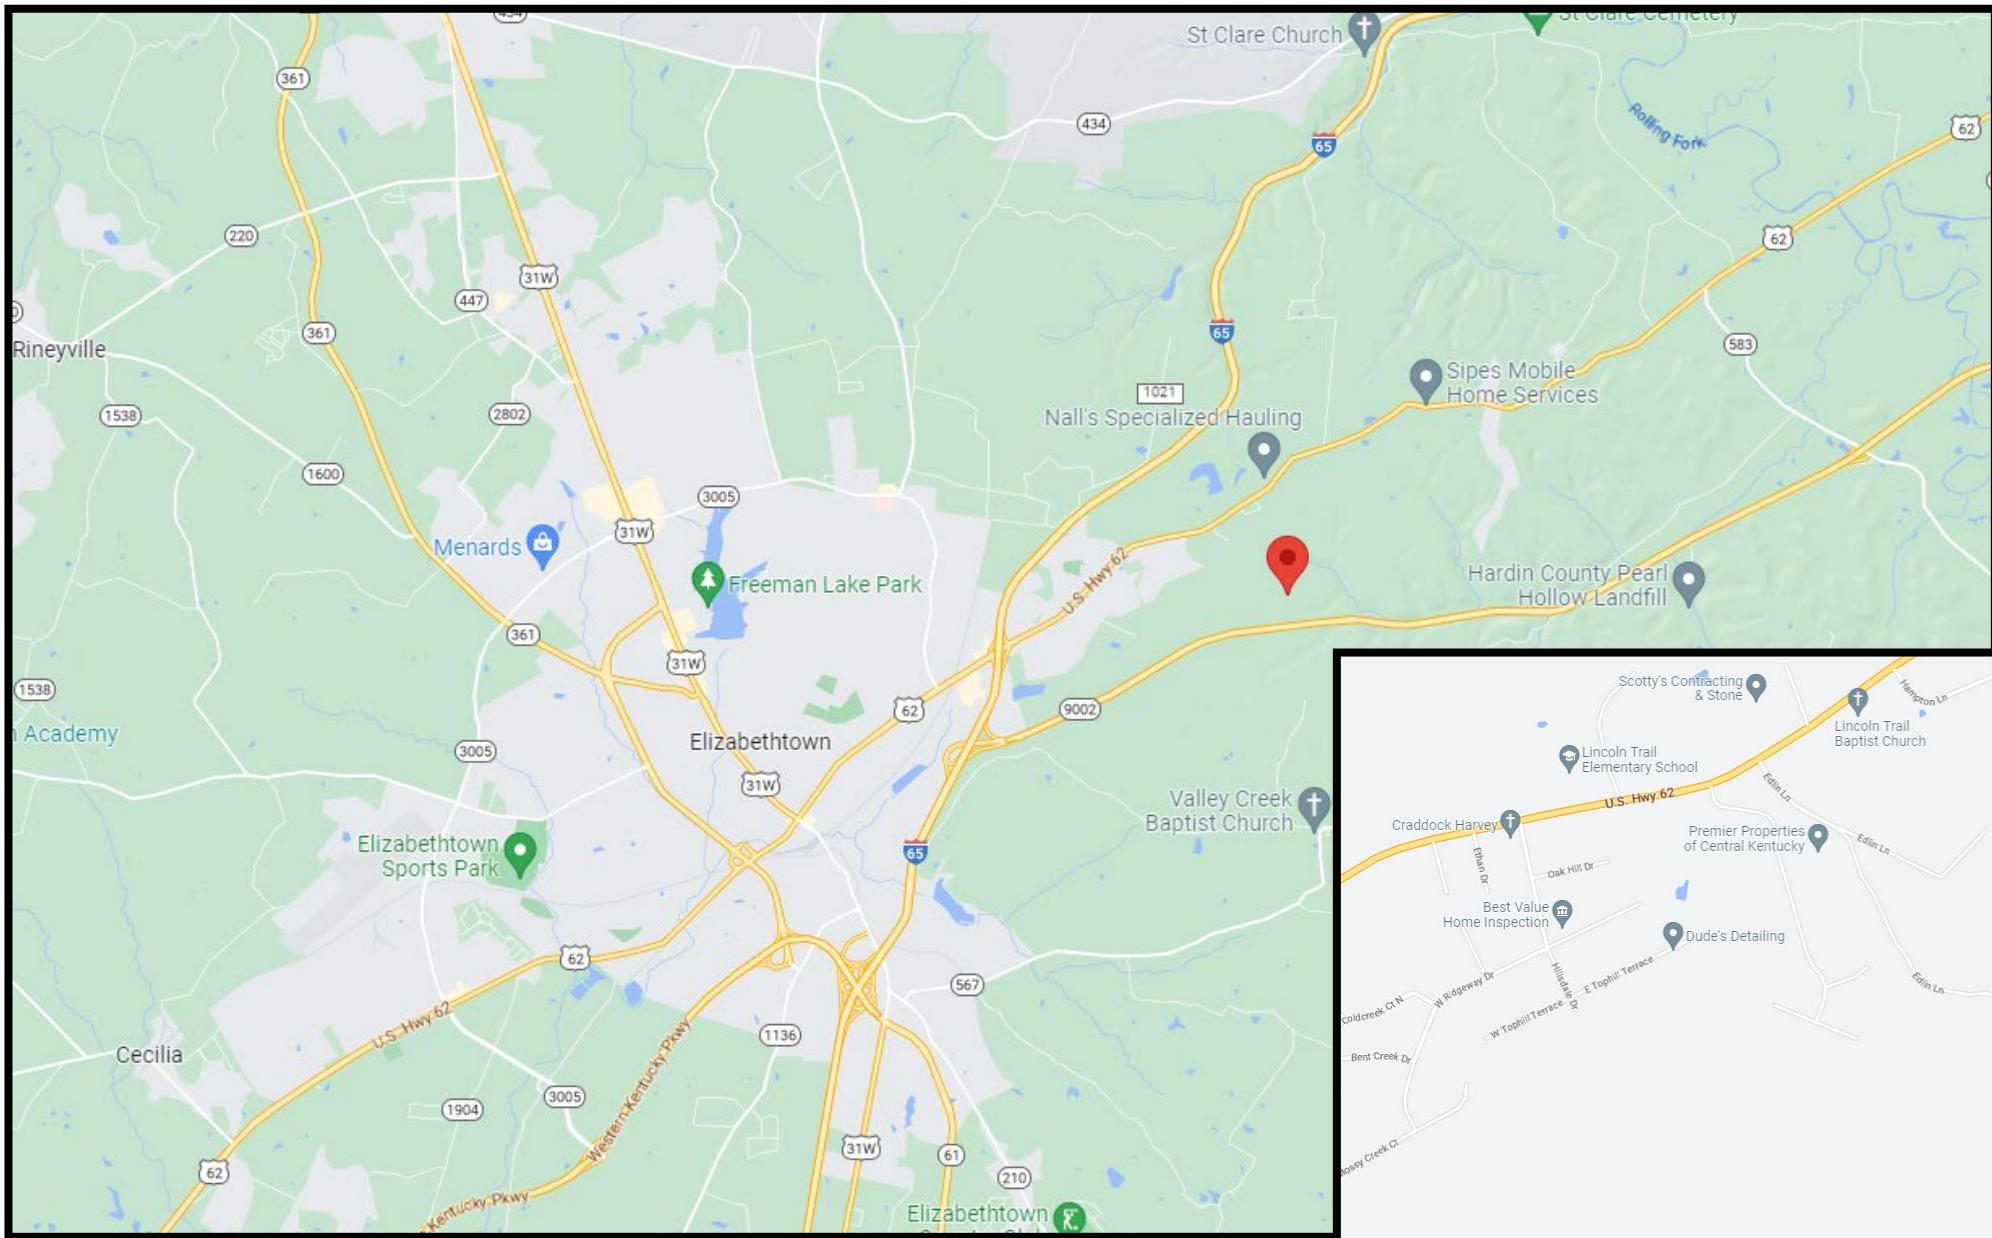 434
St Clare Church
St Clare Cemetery
361
434
65
Rolling Fork
62
220
62
31W
447
65
361
Rineyville
583
Sipes Mobile
Home Services
1021
1538
2802
Nall's Specialized Hauling
1600
3005
31W
Menards
U.S. Hwy 62
Freeman Lake Park
Hardin County Pearl
Hollow Landfill
361
31W
1538
62
9002
Academy
Elizabethtown
3005
31W
Valley Creek
Baptist Church
Elizabethtown
Sports Park
65
62
567
U.S. Hwy 62
Cecilia
1136
Western Kentucky Pkwy
1904
3005
31W
61
62
210
Kentucky Pkwy
Elizabethtown
Scotty's Contracting
& Stone
Hampton Ln
Lincoln Trail
Baptist Church
Lincoln Trail
Elementary School
Edlin Ln
U.S. Hwy 62
Craddock Harvey
Premier Properties
of Central Kentucky
Edlin Ln
Ethan Dr
Oak Hill Dr
Best Value
Home Inspection
Dude's Detailing
W Ridgeway Dr
Hillsdale Dr
E Tophill Terrace
Edlin Ln
Coldcreek Ct N
W Tophill Terrace
Bent Creek Dr
Mossy Creek Ct